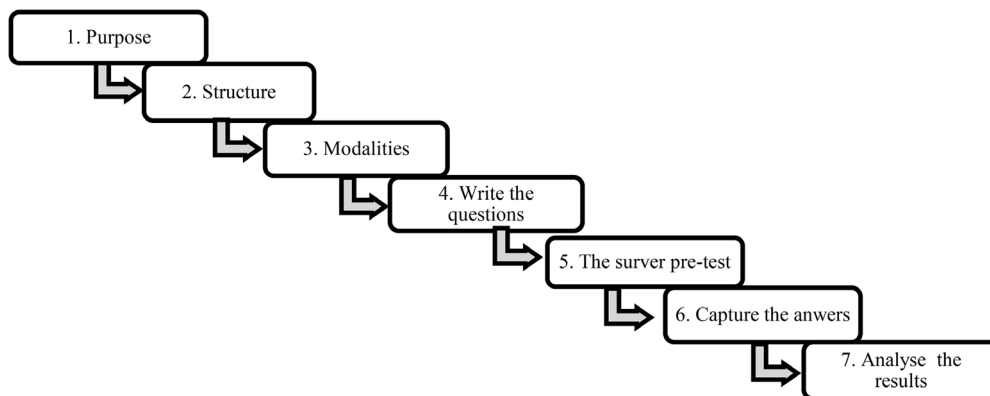 1. Purpose
2. Structure
3. Modalities
4. Write the
questions
5. The surver pre-test
6. Capture the anwers
7. Analyse the
results